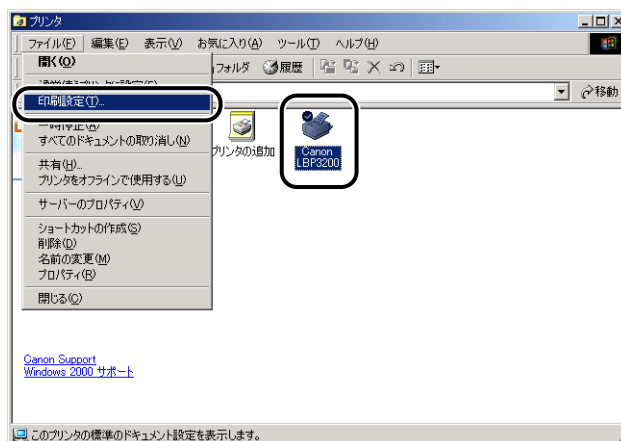 プリンタ
ファイル(F) 編集(E) 表示(V) お気に入り(A) ツール(T) ヘルプ(H)
開く(O)
フォルダ 履歴
印刷設定(T)...
移動
一時停止(G)
すべてのドキュメントの取り消し(N)
プリンタの追加
Canon
LBP3200
共有(H)...
プリンタをオフラインで使用する(U)
サーバーのプロパティ(V)
ショートカットの作成(S)
削除(D)
名前の変更(M)
プロパティ(R)
閉じる(C)
Canon Support
Windows 2000 サポート
このプリンタの標準のドキュメント設定を表示します。